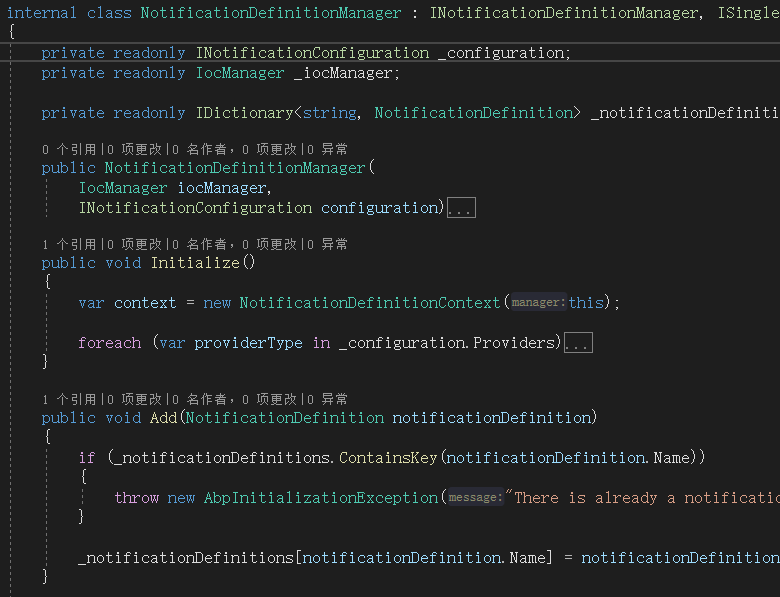 internal class NotificationDefinitionManager : INotificationDefinitionManager, ISingle
{
private readonly INotificationConfiguration _configuration;
private readonly IocManager _iocManager;
private readonly IDictionary<string, NotificationDefinition> _notificationDefiniti
0 个引用|0 项更改|0 名作者，0 项更改|0 异常
public NotificationDefinitionManager(
IocManager iocManager,
INotificationConfiguration configuration)...
1 个引用|0 项更改|0 名作者，0 项更改|0 异常
public void Initialize()
{
var context = new NotificationDefinitionContext(manager:this);
foreach (var providerType in _configuration.Providers)...
}
1 个引用|0 项更改|0 名作者，0 项更改|0 异常
public void Add(NotificationDefinition notificationDefinition)
{
if (_notificationDefinitions.ContainsKey(notificationDefinition.Name))
{
throw new AbpInitializationException(message:"There is already a notificatio
}
_notificationDefinitions[notificationDefinition.Name] = notificationDefinition
}